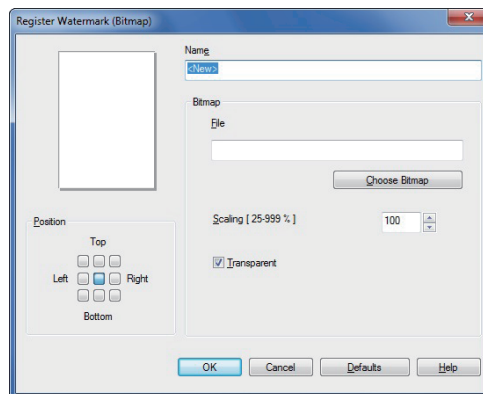 Register Watermark (Bitmap)
Name
<New>
Bitmap
File
Choose Bitmap
Scaling [ 25-999 % ]
100
Transparent
Position
Top
Left
Right
Bottom
OK
Cancel
Defaults
Help